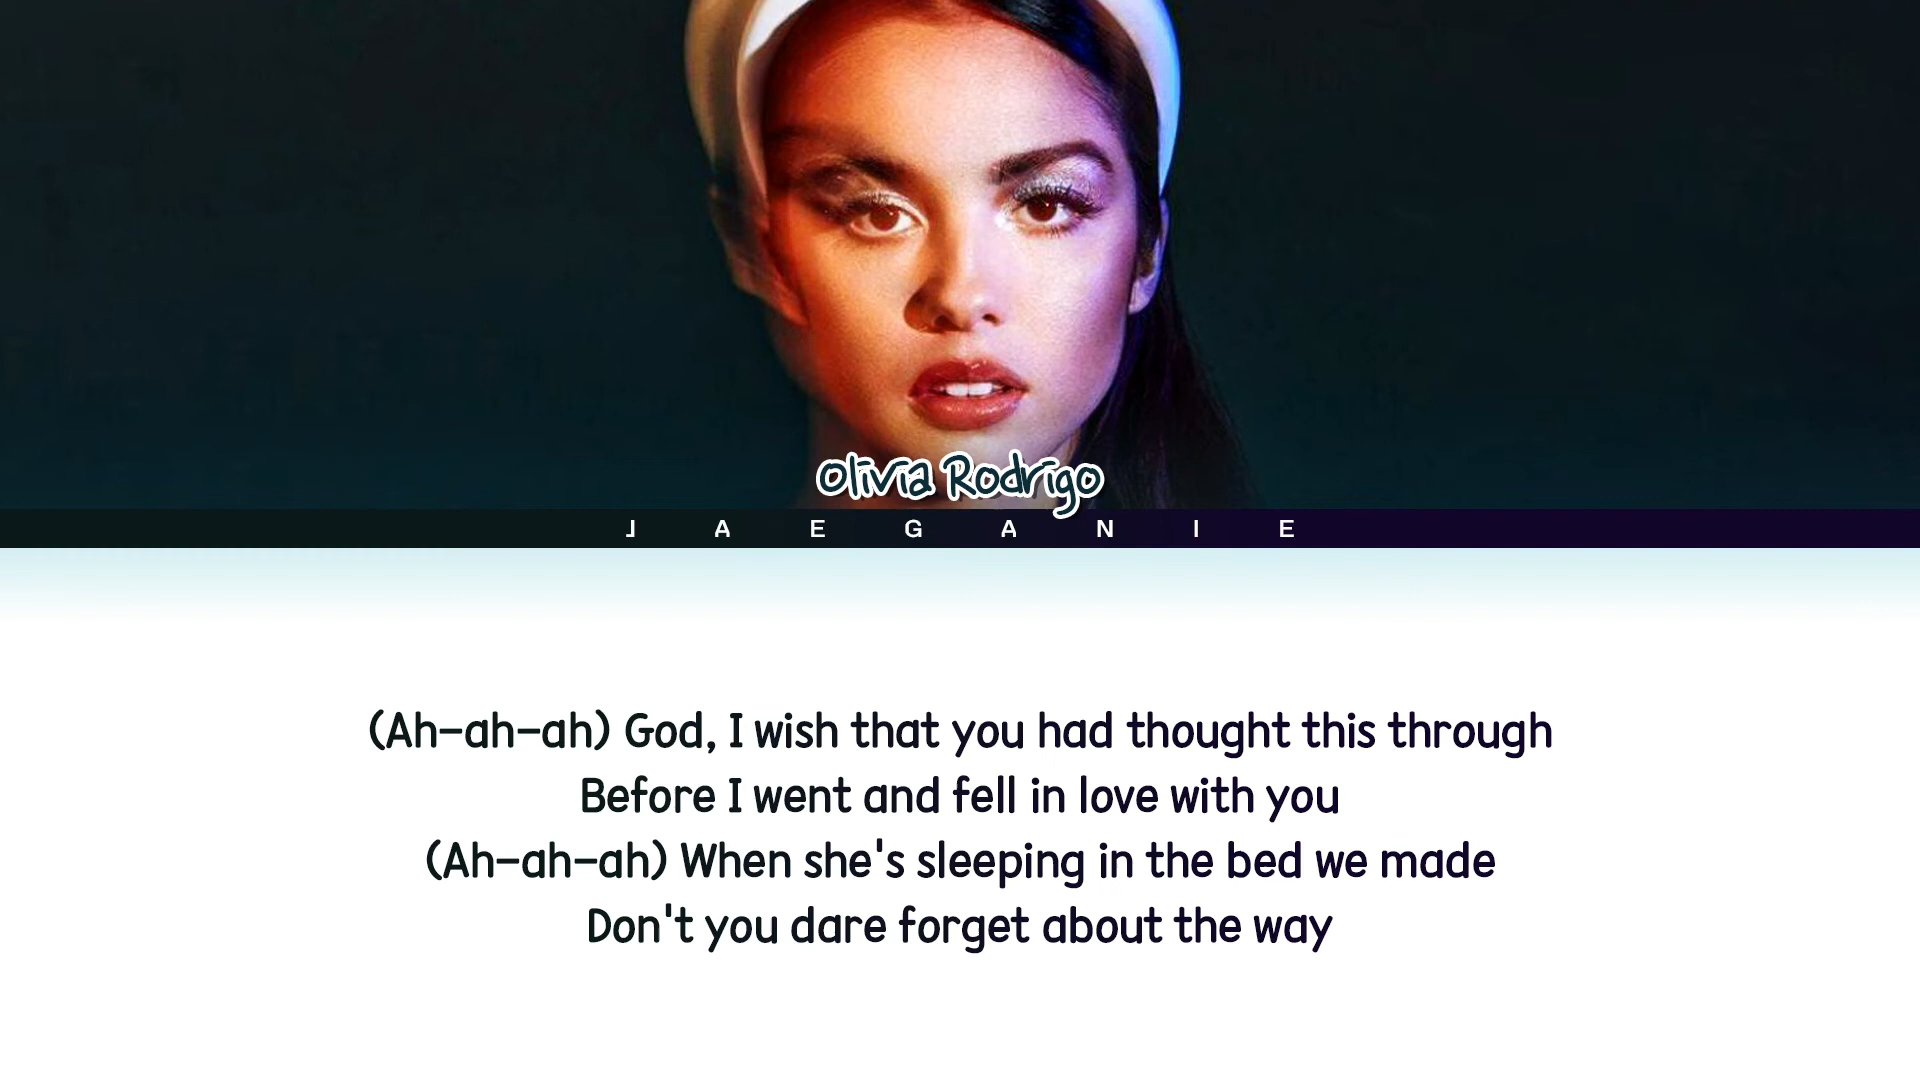 Olivia Rodrigo
JAEGANIE
(Ah-ah-ah) God, I wish that you had thought this through
Before I went and fell in love with you
(Ah-ah-ah) When she's sleeping in the bed we made
Don't you dare forget about the way